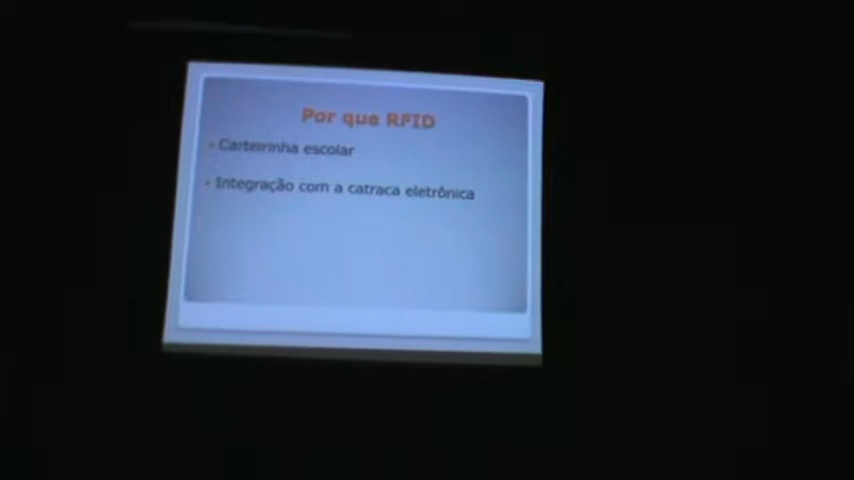 Por que RFID
Carteirinha escolar
Integração com a catraca eletrônica